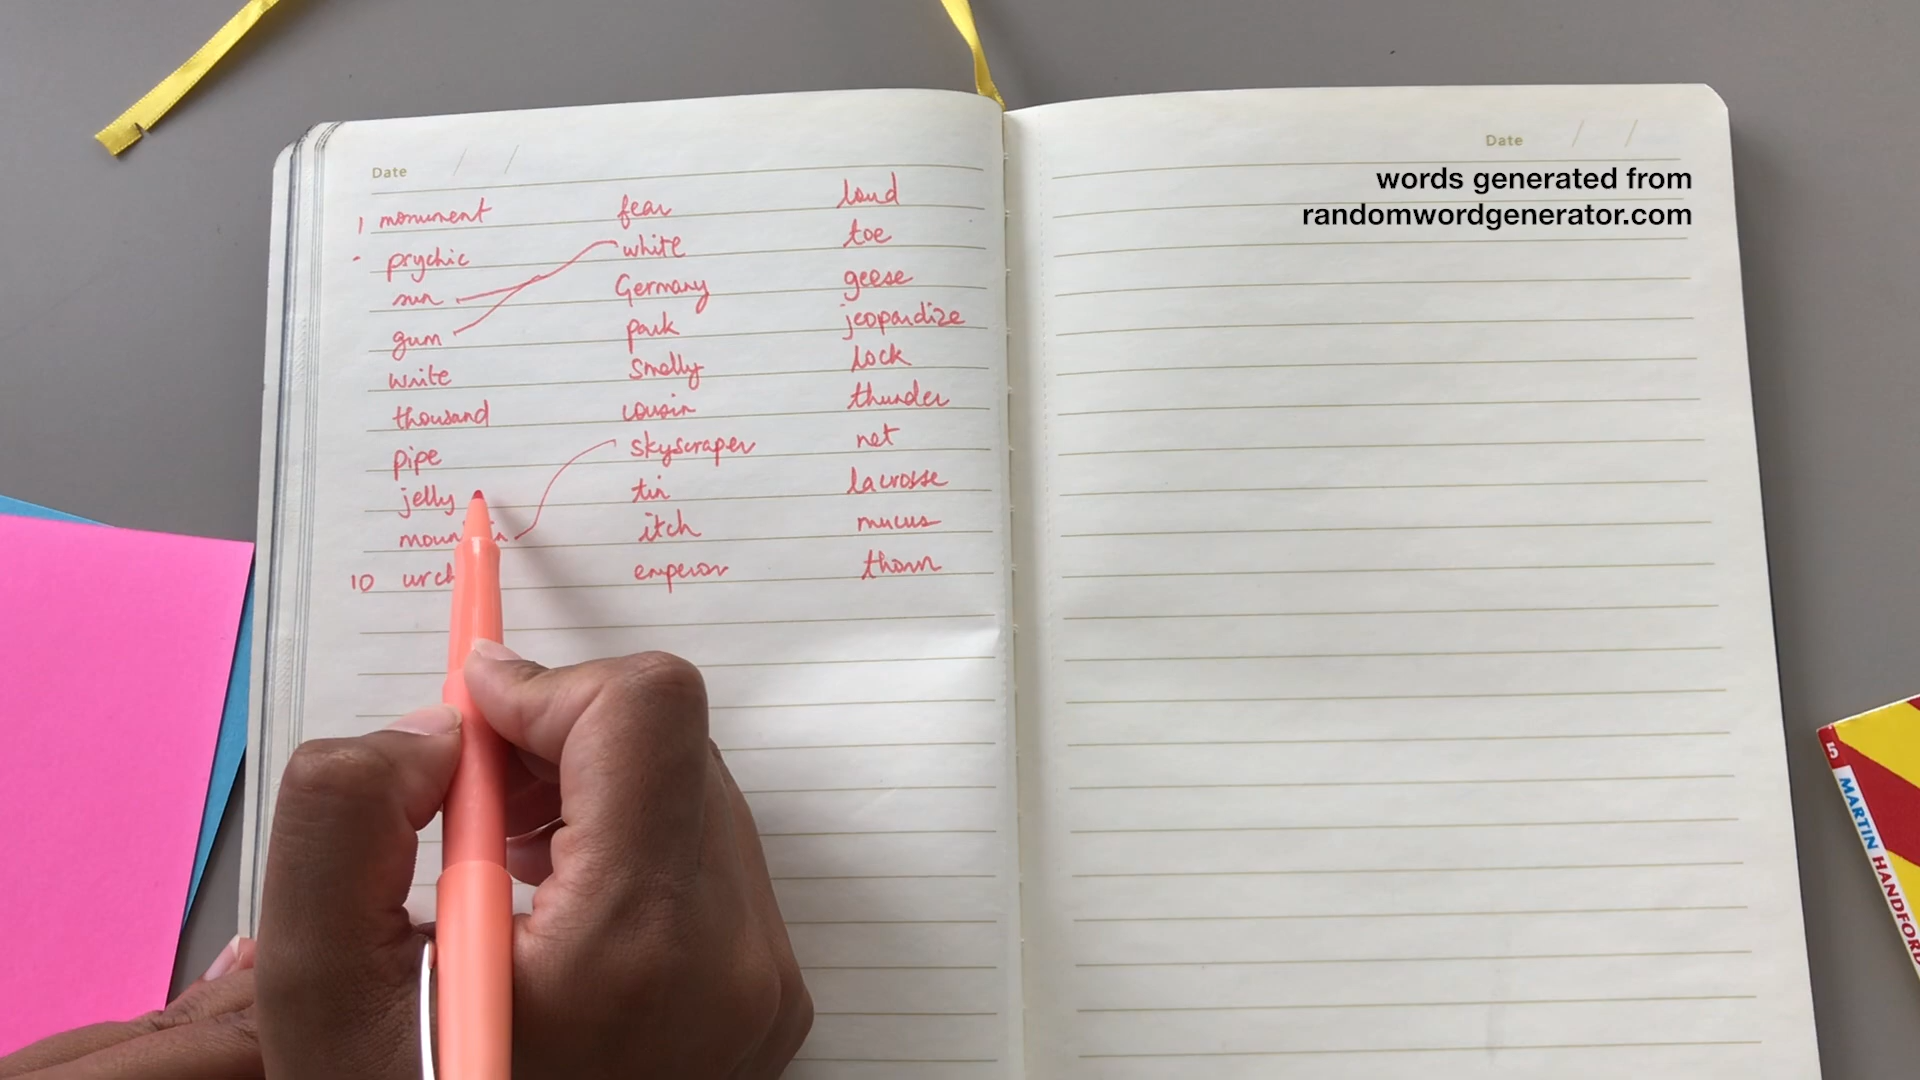 Date / /
Date / /
words generated from
randomwordgenerator.com
1 monument fear loud
psychic white toe
sun Germany geese
gum park jeopardize
write smelly lock
thousand cousin thunder
pipe skyscraper net
jelly tin lacrosse
itch mucus
10 emperor thorn
5 MARTIN HANDFORD